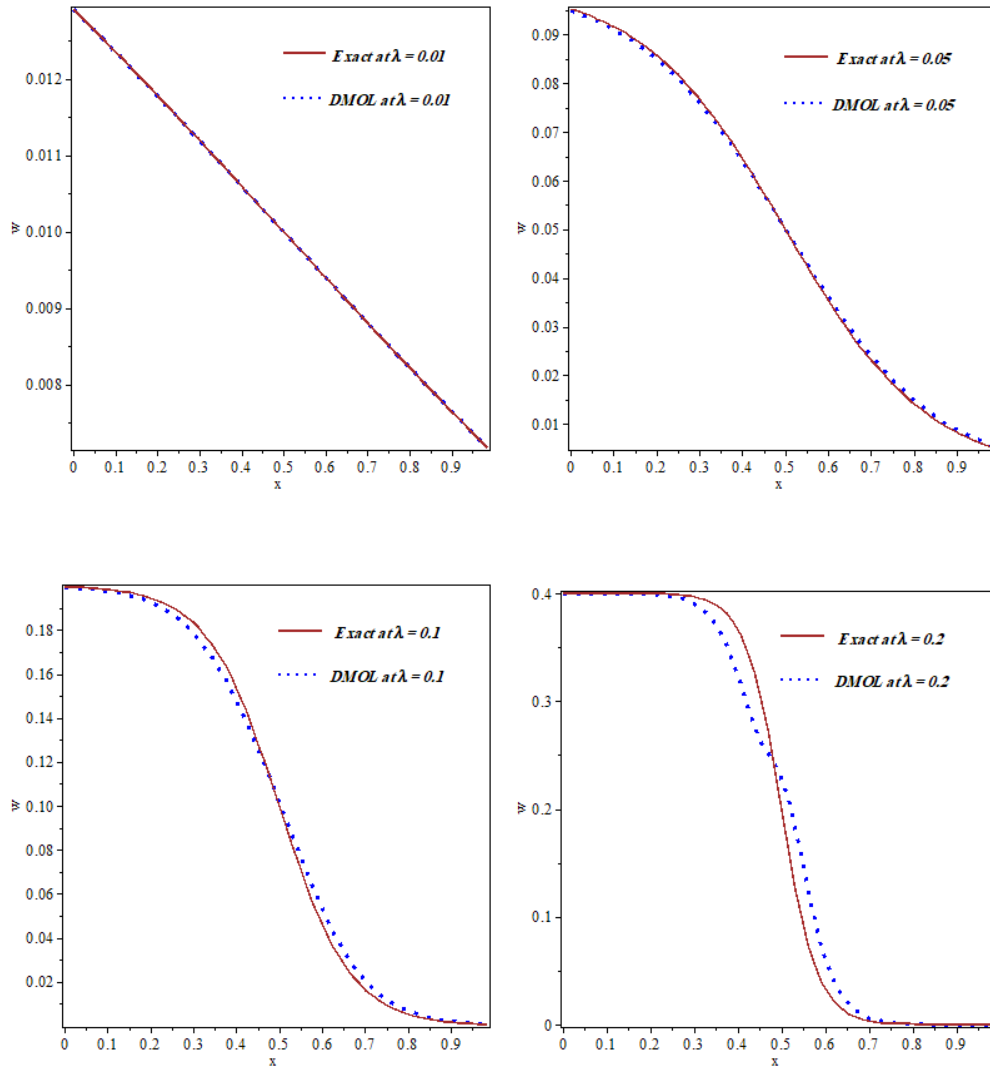 Exact at λ = 0.01
DMOL at λ = 0.01
0.012
0.011
w
0.010
0.009
0.008
0 0.1 0.2 0.3 0.4 0.5 0.6 0.7 0.8 0.9
x
Exact at λ = 0.05
DMOL at λ = 0.05
0.09
0.08
0.07
0.06
w
0.05
0.04
0.03
0.02
0.01
0 0.1 0.2 0.3 0.4 0.5 0.6 0.7 0.8 0.9
x
Exact at λ = 0.1
DMOL at λ = 0.1
0.18
0.16
0.14
0.12
w
0.10
0.08
0.06
0.04
0.02
0 0.1 0.2 0.3 0.4 0.5 0.6 0.7 0.8 0.9
x
0.4
Exact at λ = 0.2
DMOL at λ = 0.2
0.3
w
0.2
0.1
0
0 0.1 0.2 0.3 0.4 0.5 0.6 0.7 0.8 0.9
x